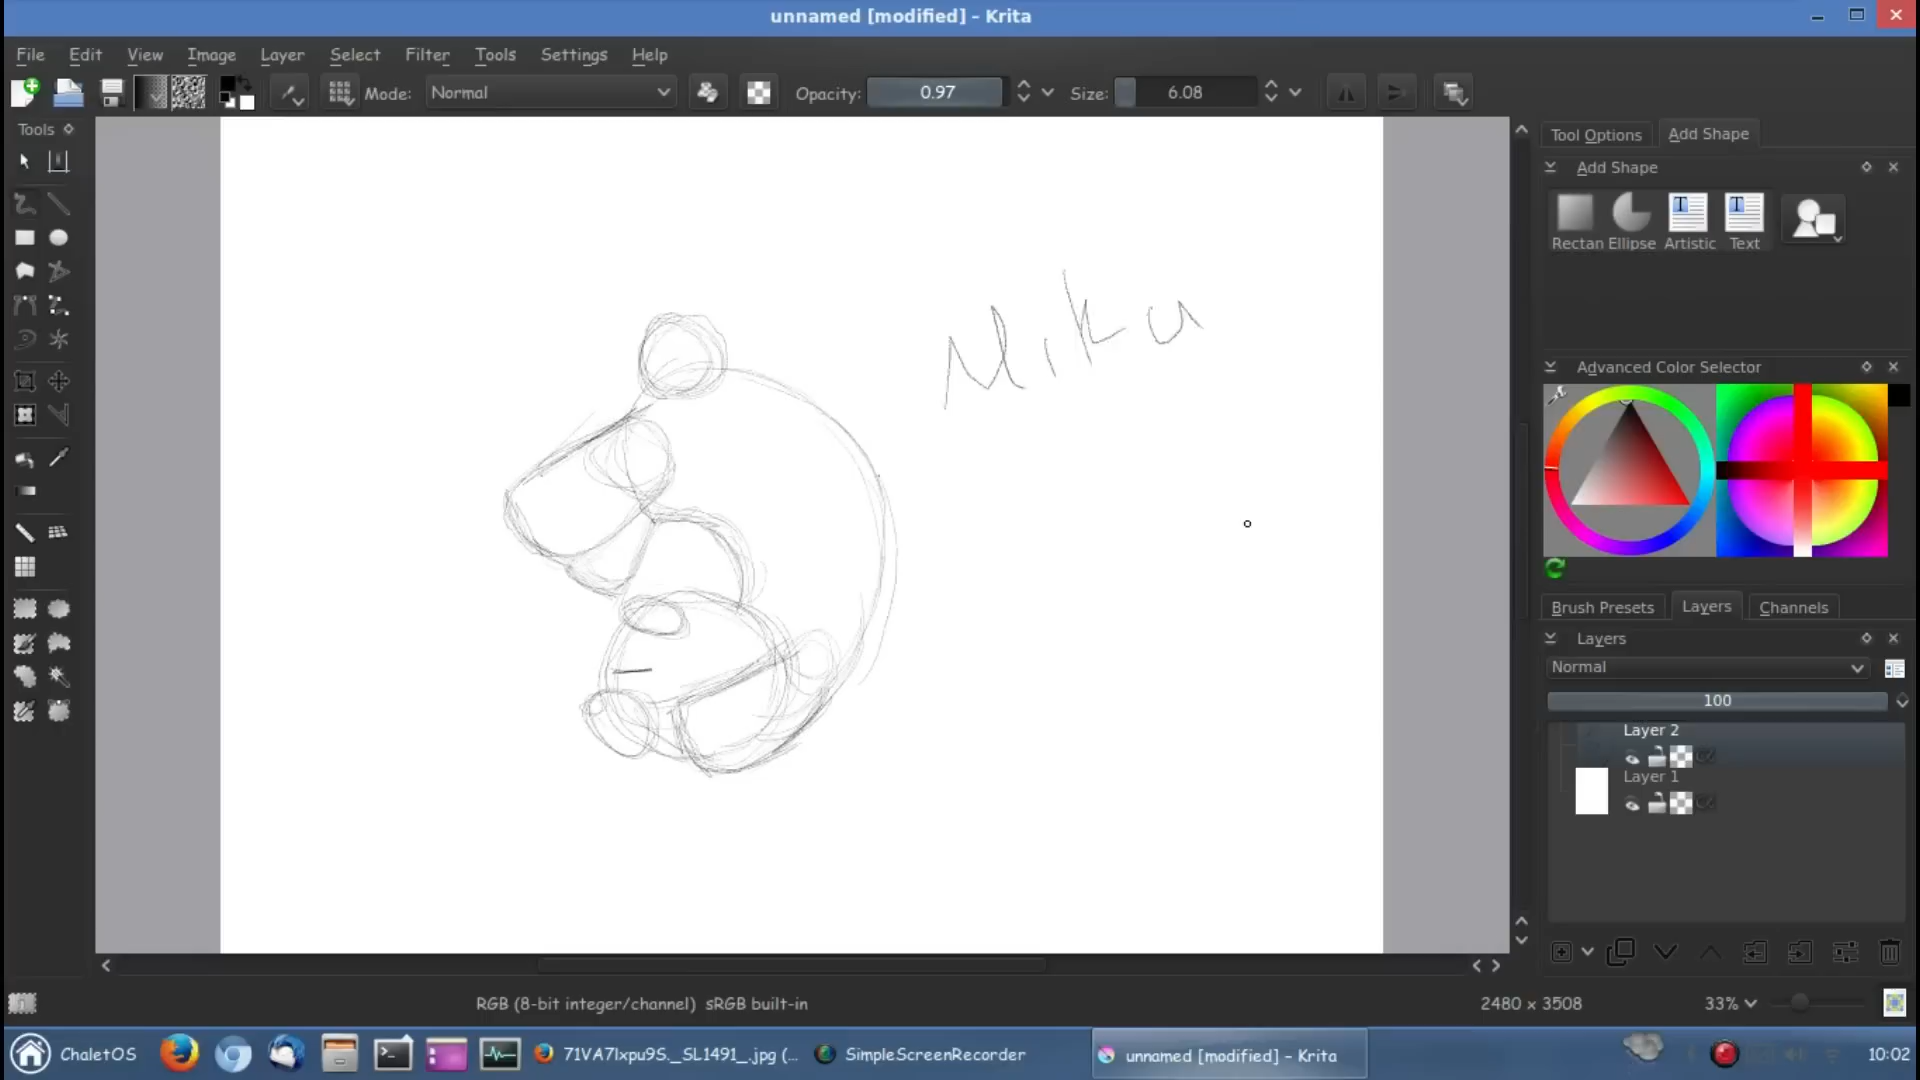 unnamed [modified] – Krita
File Edit View Image Layer Select Filter Tools Settings Help
Mode: Normal Opacity: 0.97 Size: 6.08
Tools
Tool Options Add Shape
Add Shape
Rectan Ellipse Artistic Text
Mika
Advanced Color Selector
Brush Presets Layers Channels
Layers
Normal
100
Layer 2
Layer 1
RGB (8-bit integer/channel) sRGB built-in 2480 x 3508 33%
ChaletOS 71VA7lxpu9S._SL1491_.jpg (... SimpleScreenRecorder unnamed [modified] – Krita 10:02